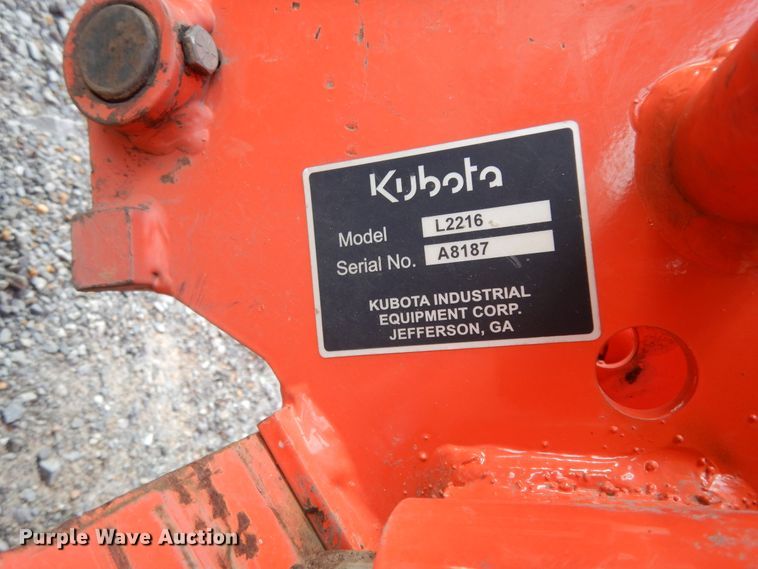 Kubota
Model L2216
Serial No. A8187
KUBOTA INDUSTRIAL
EQUIPMENT CORP.
JEFFERSON, GA
Purple Wave Auction